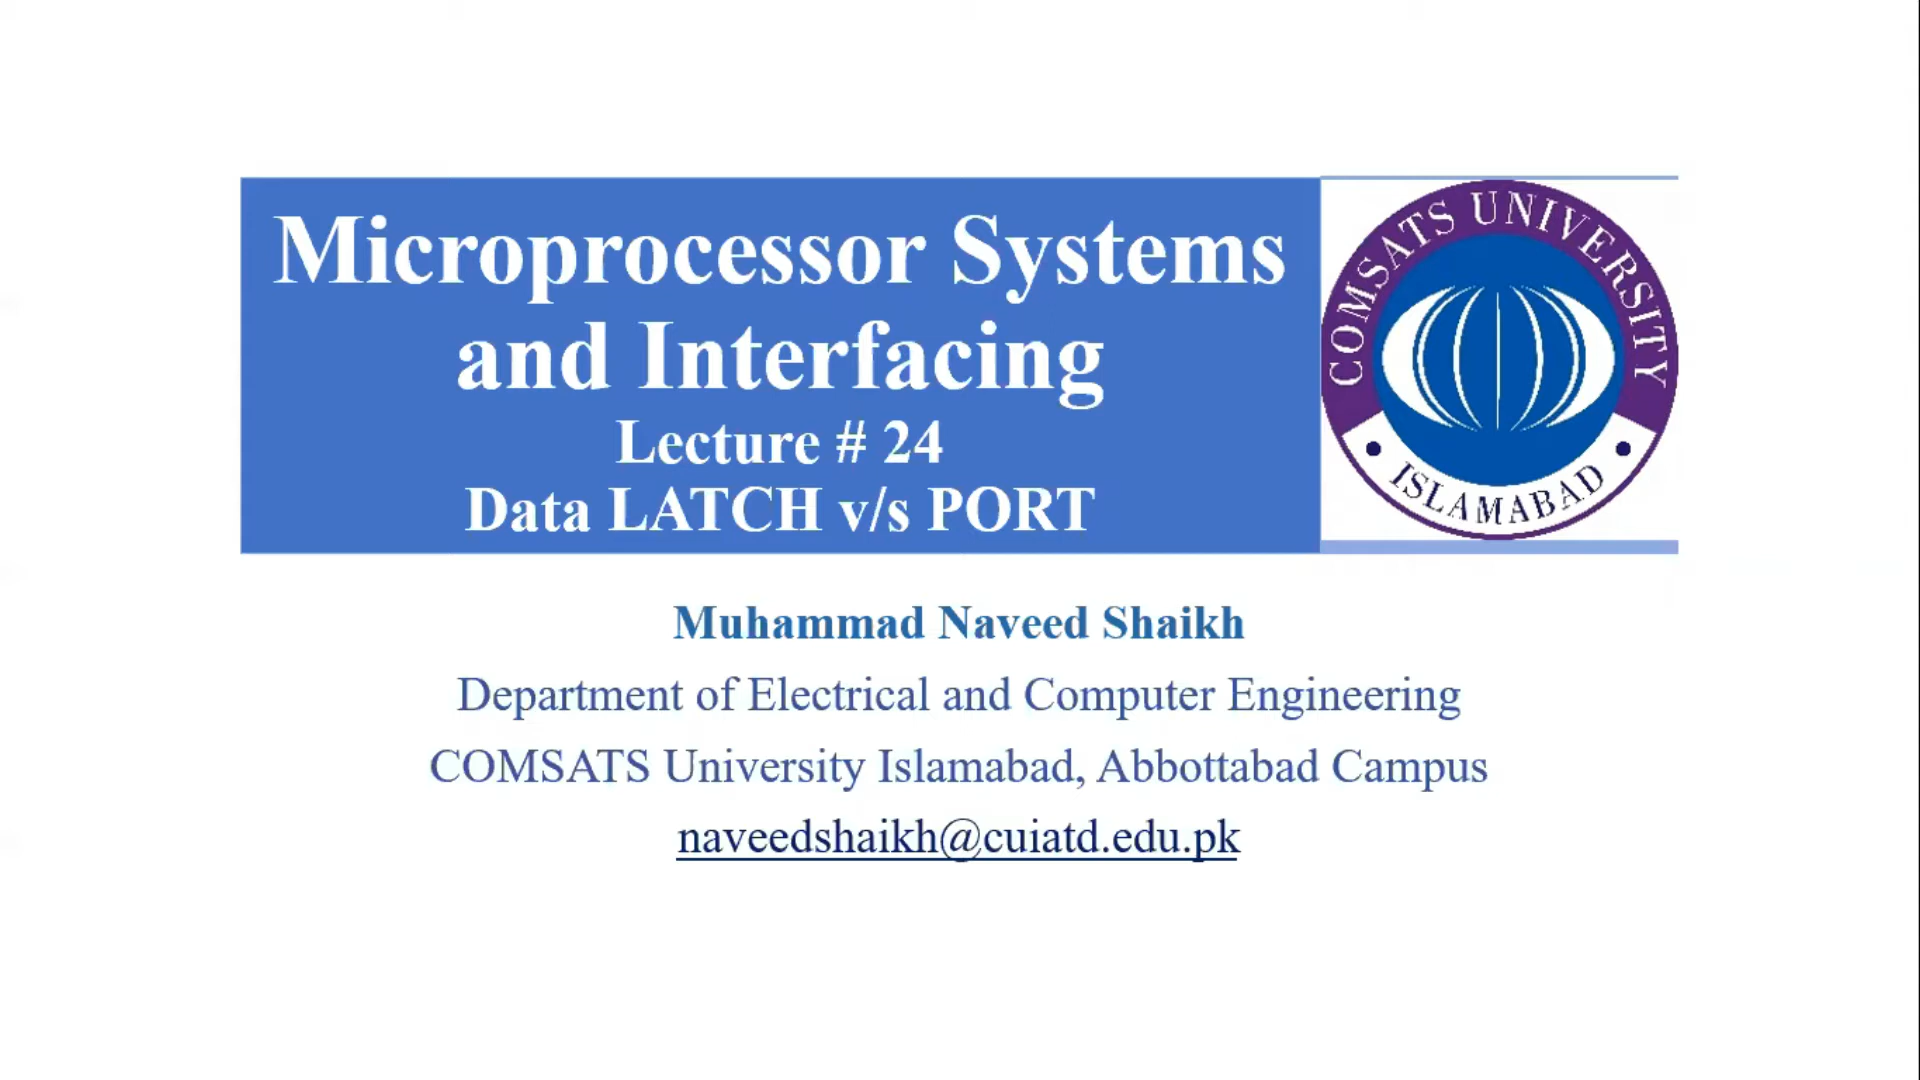 Microprocessor Systems
and Interfacing
Lecture # 24
Data LATCH v/s PORT
COMSATS UNIVERSITY
ISLAMABAD
Muhammad Naveed Shaikh
Department of Electrical and Computer Engineering
COMSATS University Islamabad, Abbottabad Campus
naveedshaikh@cuiatd.edu.pk